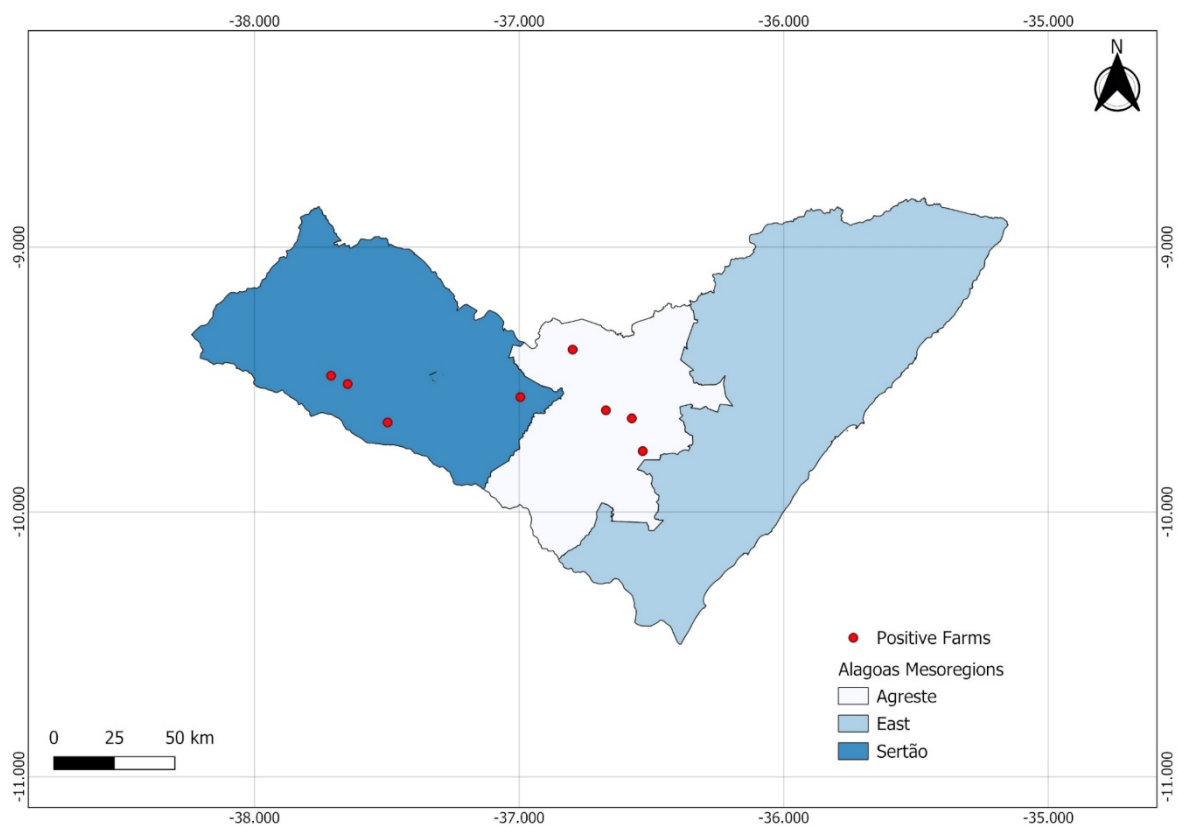 -38.000 -37.000 -36.000 -35.000
N
-9.000 -9.000
-10.000 -10.000
Positive Farms
Alagoas Mesoregions
Agreste
East
Sertão
0 25 50 km
-11.000 -11.000
-38.000 -37.000 -36.000 -35.000